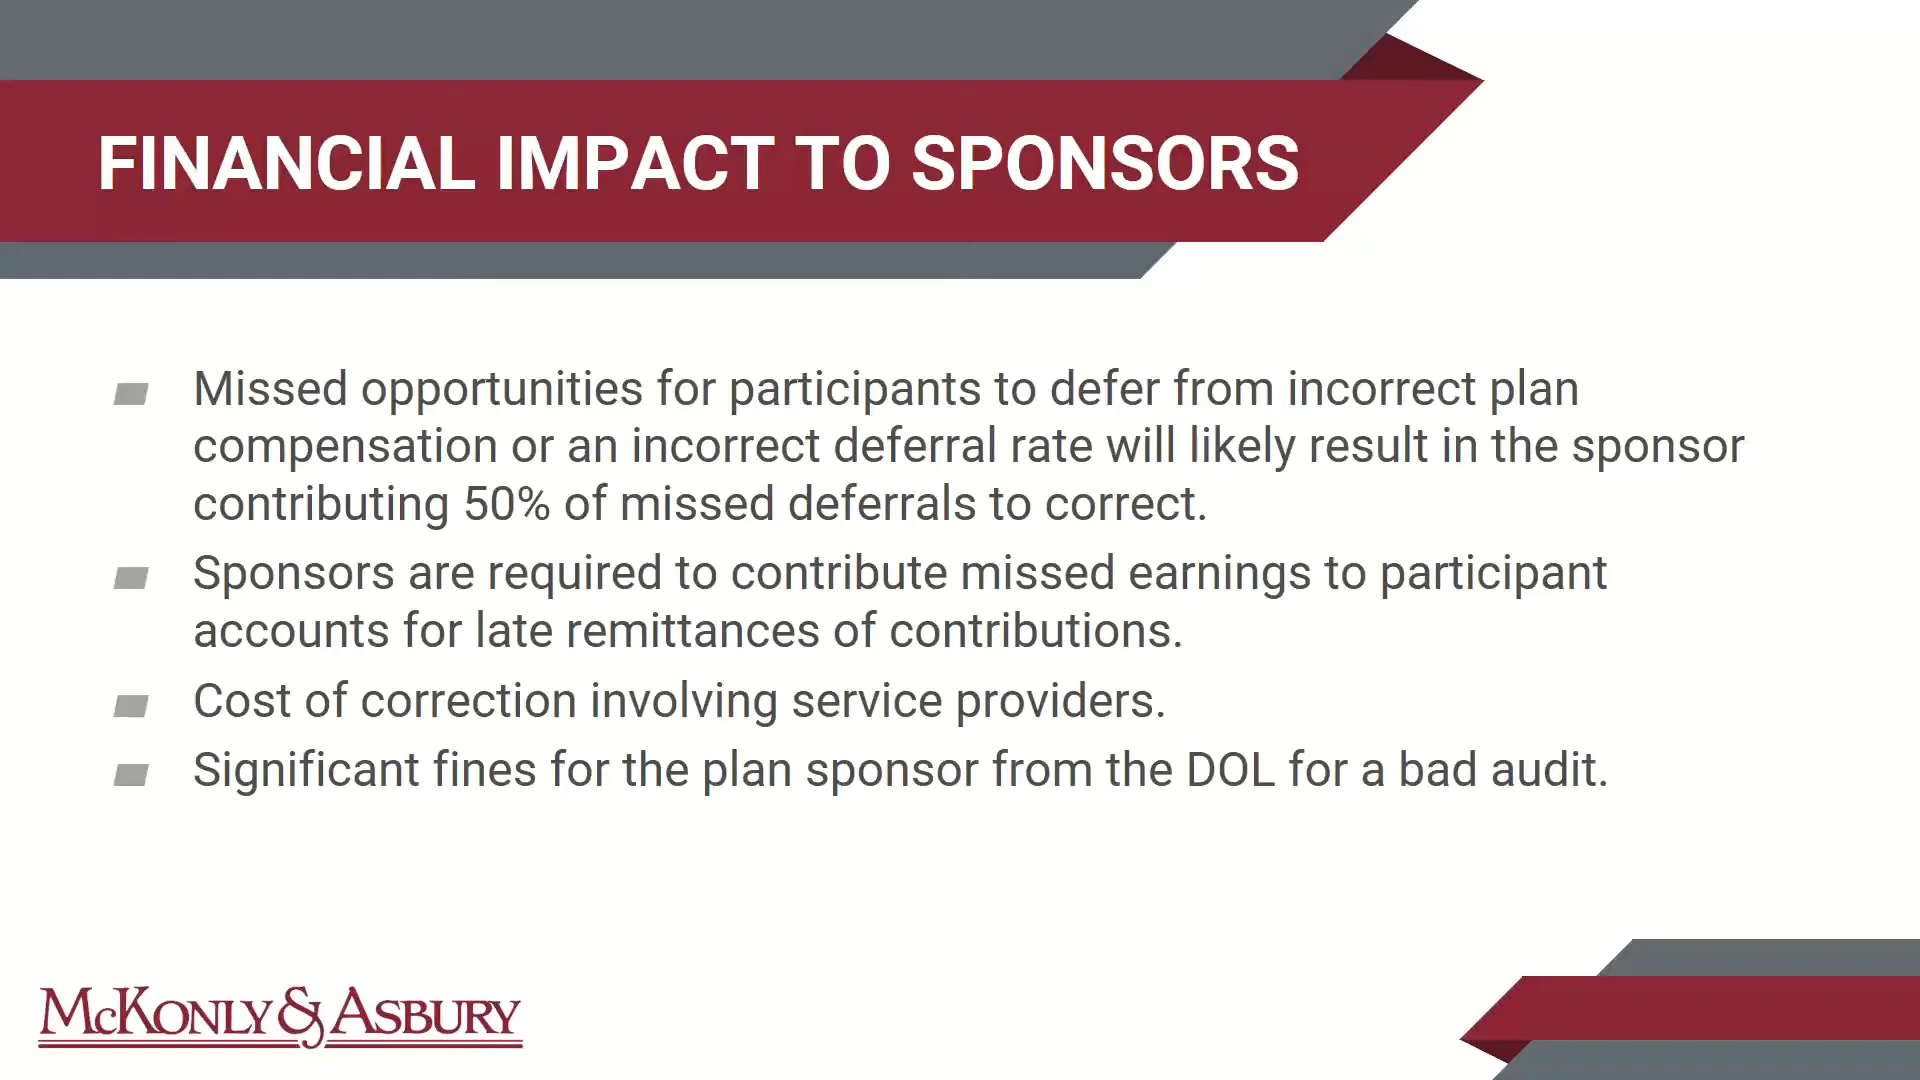 FINANCIAL IMPACT TO SPONSORS
Missed opportunities for participants to defer from incorrect plan
compensation or an incorrect deferral rate will likely result in the sponsor
contributing 50% of missed deferrals to correct.
Sponsors are required to contribute missed earnings to participant
accounts for late remittances of contributions.
Cost of correction involving service providers.
Significant fines for the plan sponsor from the DOL for a bad audit.
McKonly & Asbury